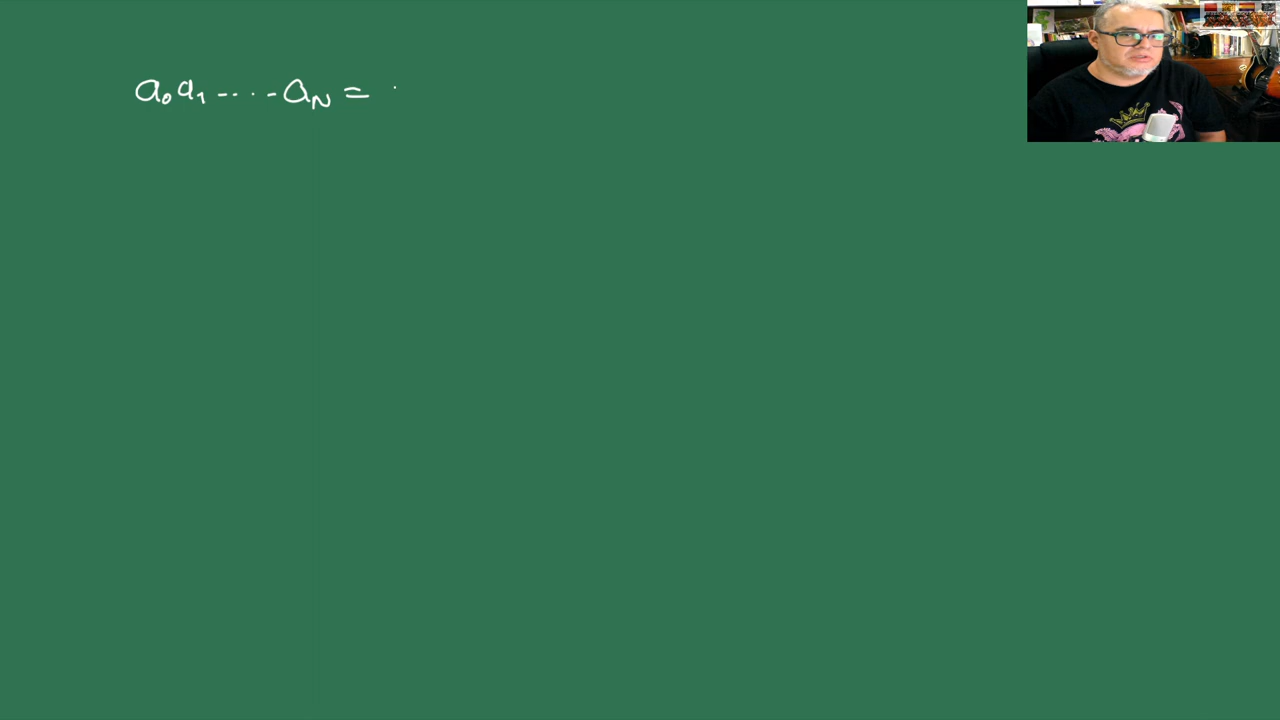 a₀a₁ ---- a_N =